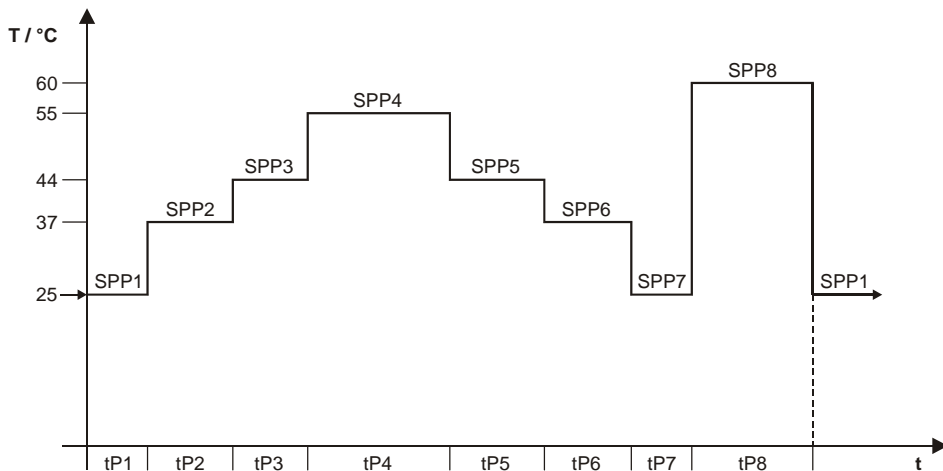 T / °C
60
SPP8
55
SPP4
44
SPP3
SPP5
37
SPP2
SPP6
25
SPP1
SPP7
SPP1
tP1 tP2 tP3 tP4 tP5 tP6 tP7 tP8 t